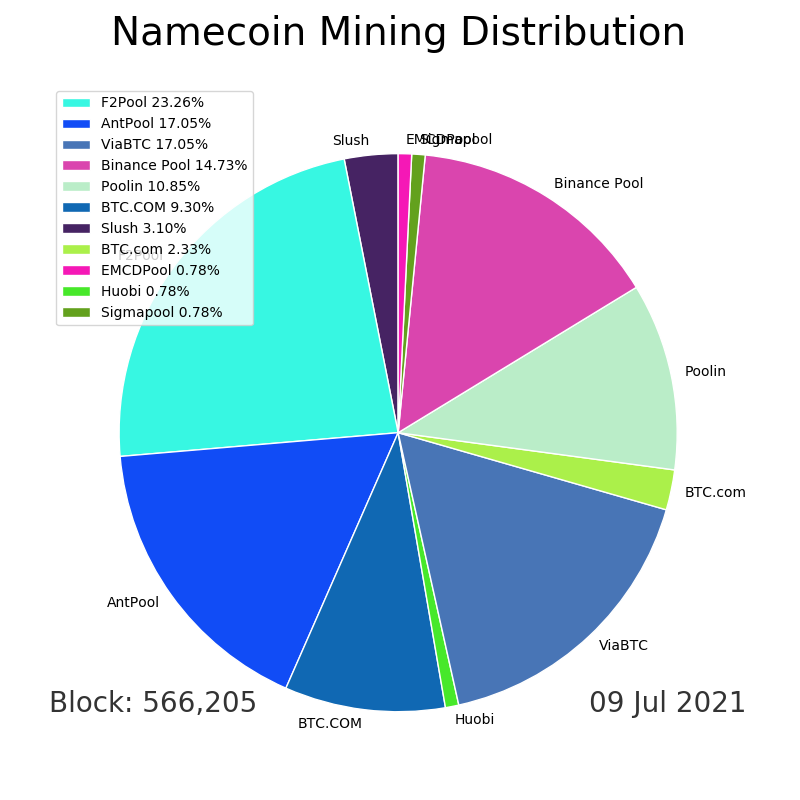 Namecoin Mining Distribution
F2Pool 23.26%
AntPool 17.05%
ViaBTC 17.05%
Binance Pool 14.73%
Poolin 10.85%
BTC.COM 9.30%
Slush 3.10%
BTC.com 2.33%
EMCDPool 0.78%
Huobi 0.78%
Sigmapool 0.78%
Slush
EMCDPool
Sigmapool
Binance Pool
F2Pool
Poolin
BTC.com
AntPool
ViaBTC
Block: 566,205
09 Jul 2021
BTC.COM
Huobi